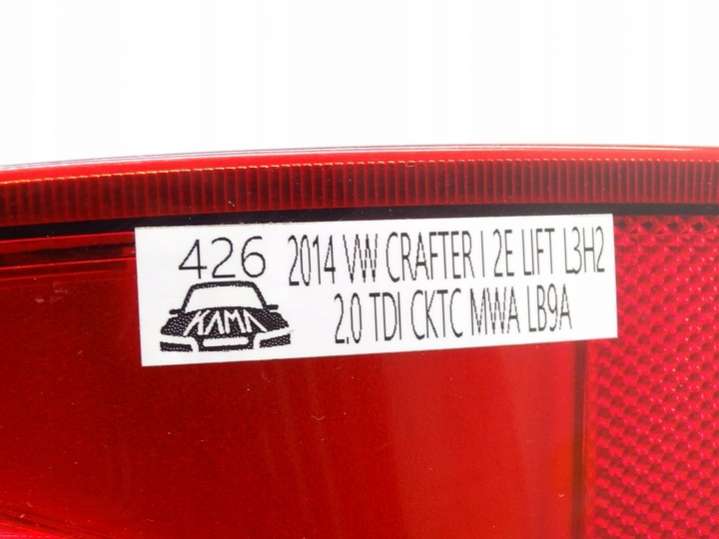 426 2014 VW CRAFTER I 2E LIFT L3H2
KAMA 2.0 TDI CKTC MWA LB9A